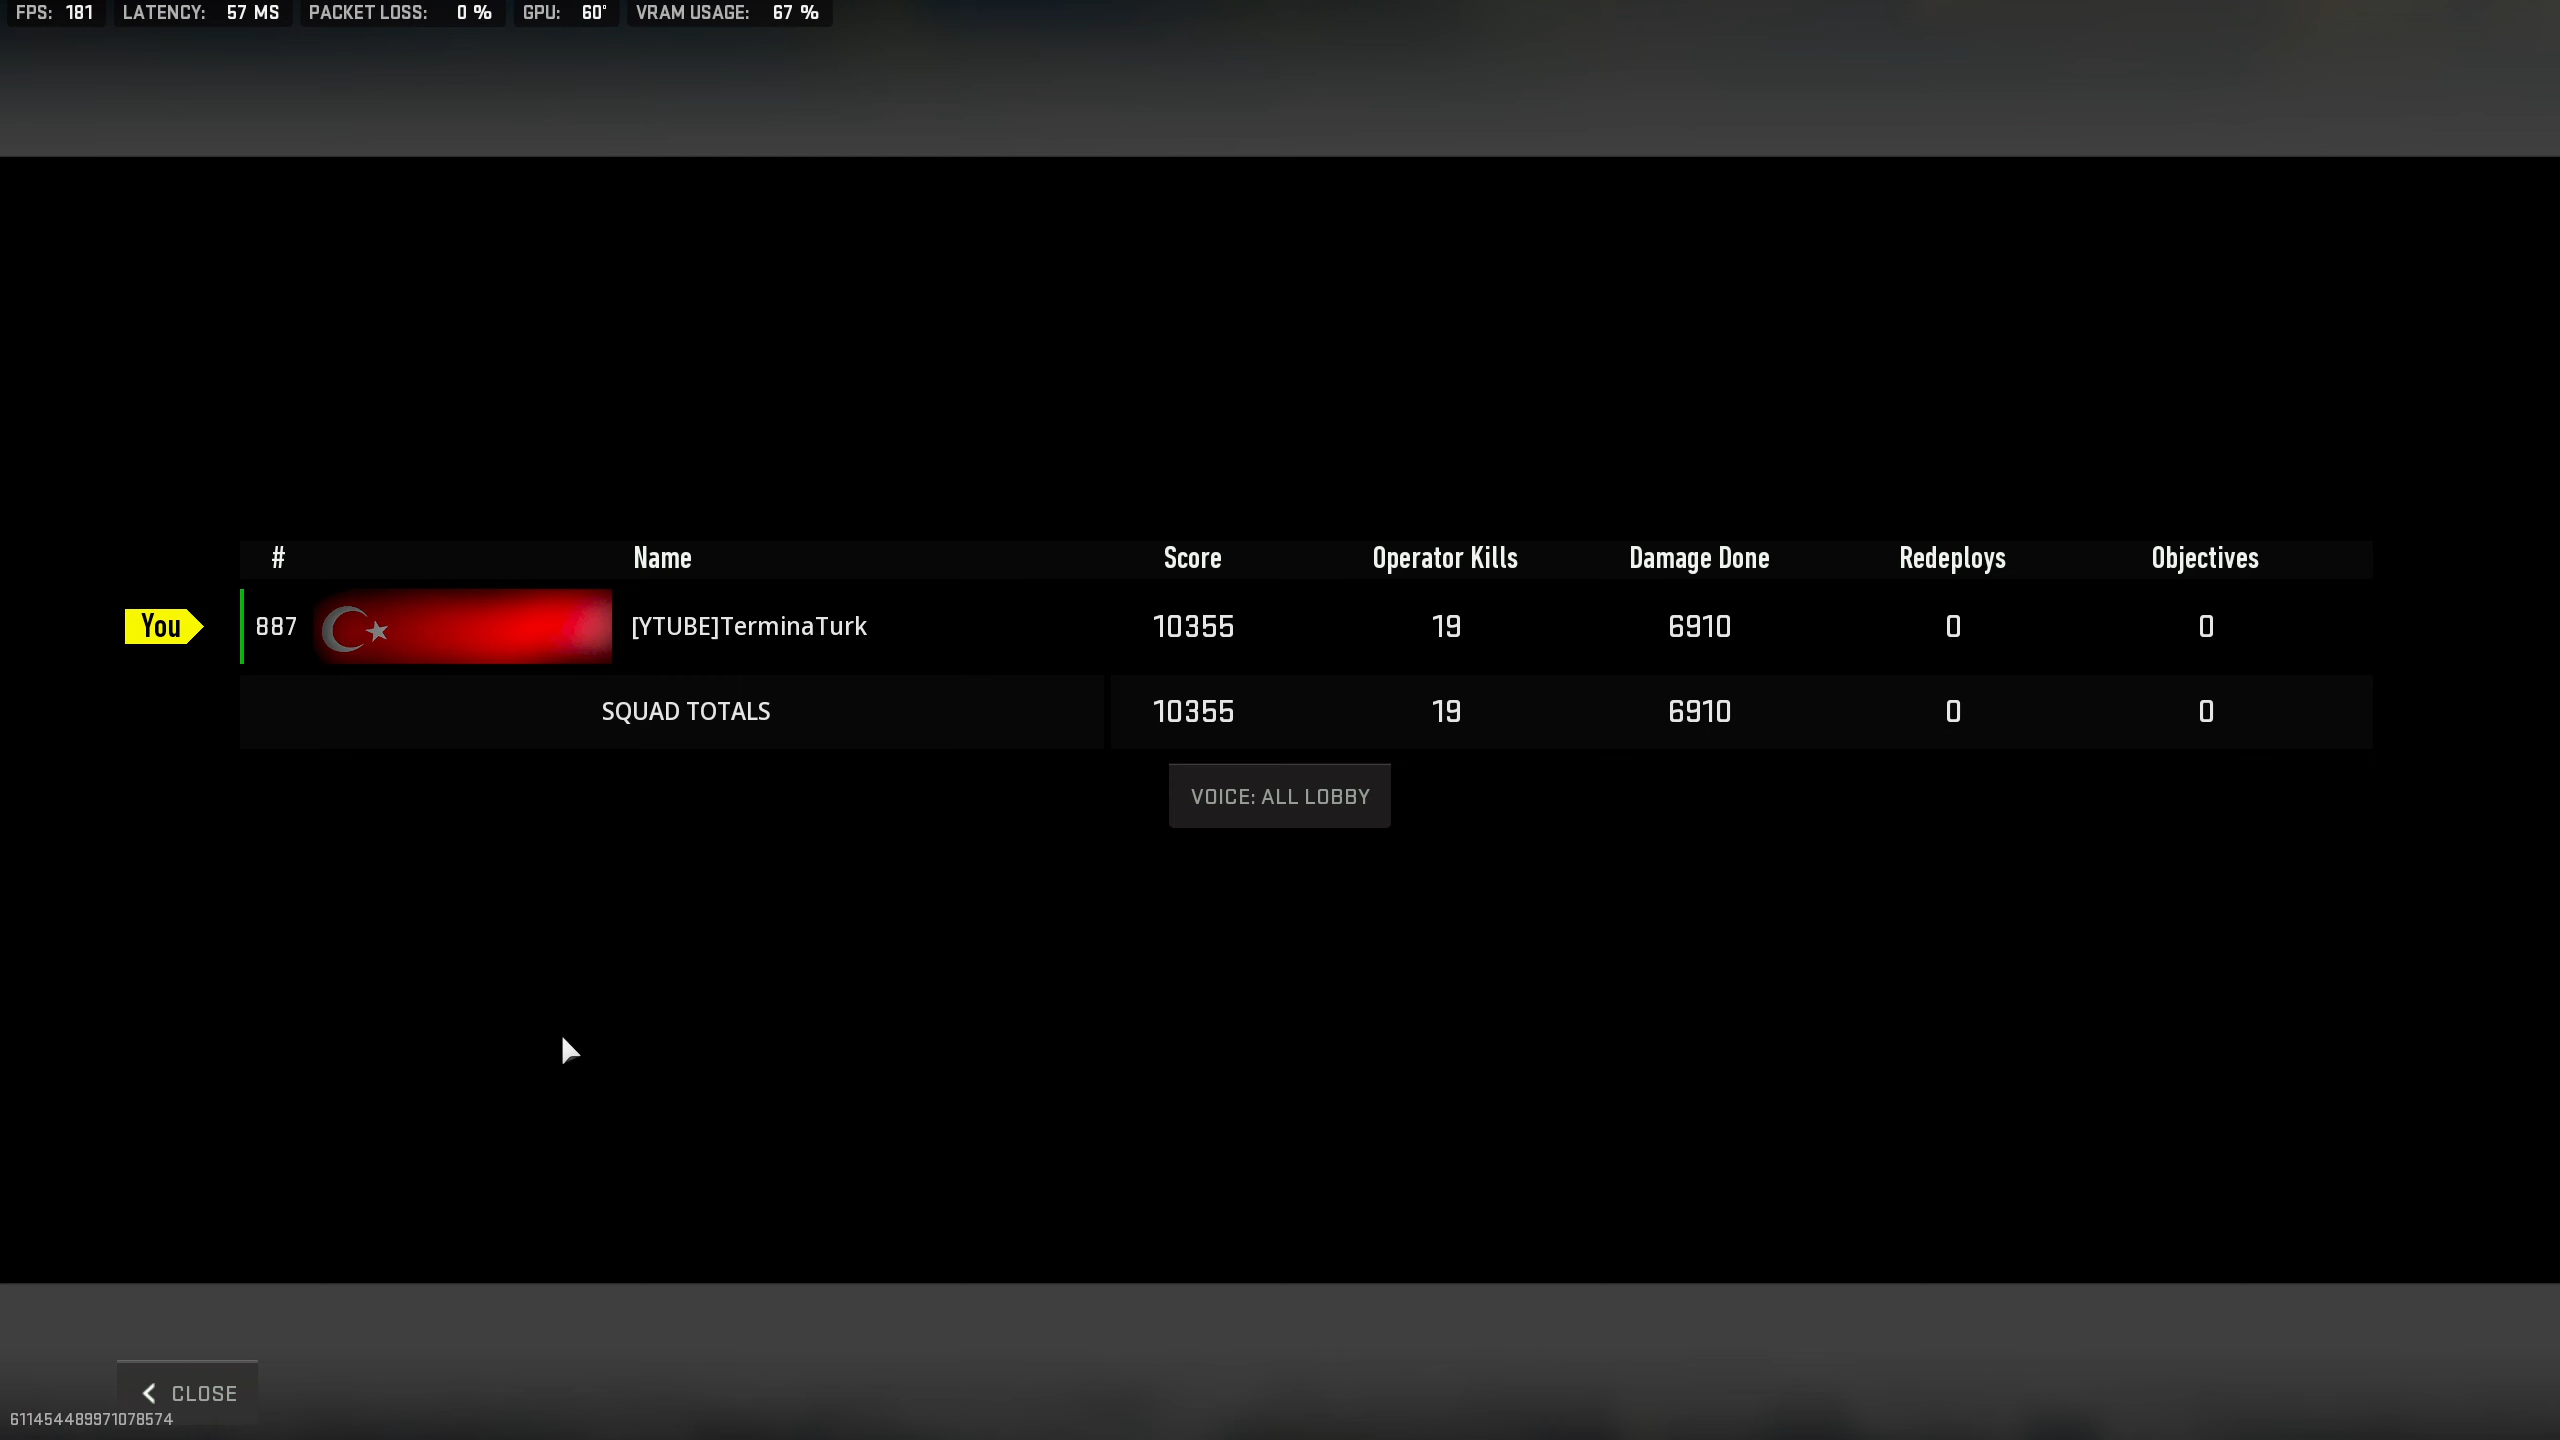 FPS: 181 LATENCY: 57 MS PACKET LOSS: 0 % GPU: 60° VRAM USAGE: 67 %
# Name Score Operator Kills Damage Done Redeploys Objectives
You 887 [YTUBE]TerminaTurk 10355 19 6910 0 0
SQUAD TOTALS 10355 19 6910 0 0
VOICE: ALL LOBBY
CLOSE
611454489971078574